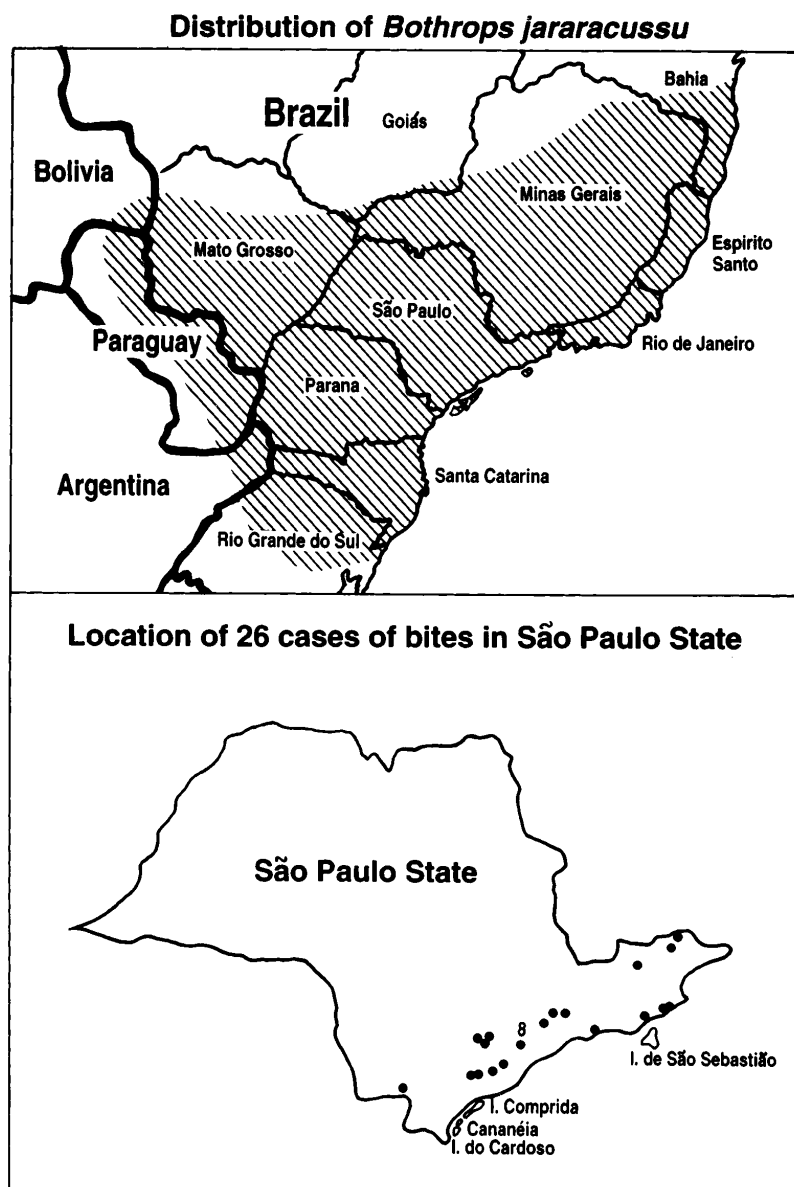 Distribution of Bothrops jararacussu
Bahia
Brazil
Goiás
Bolivia
Minas Gerais
Mato Grosso
Espirito
Santo
São Paulo
Paraguay
Rio de Janeiro
Parana
Argentina
Santa Catarina
Rio Grande do Sul
Location of 26 cases of bites in São Paulo State
São Paulo State
8
I. de São Sebastião
I. Comprida
Cananéia
I. do Cardoso